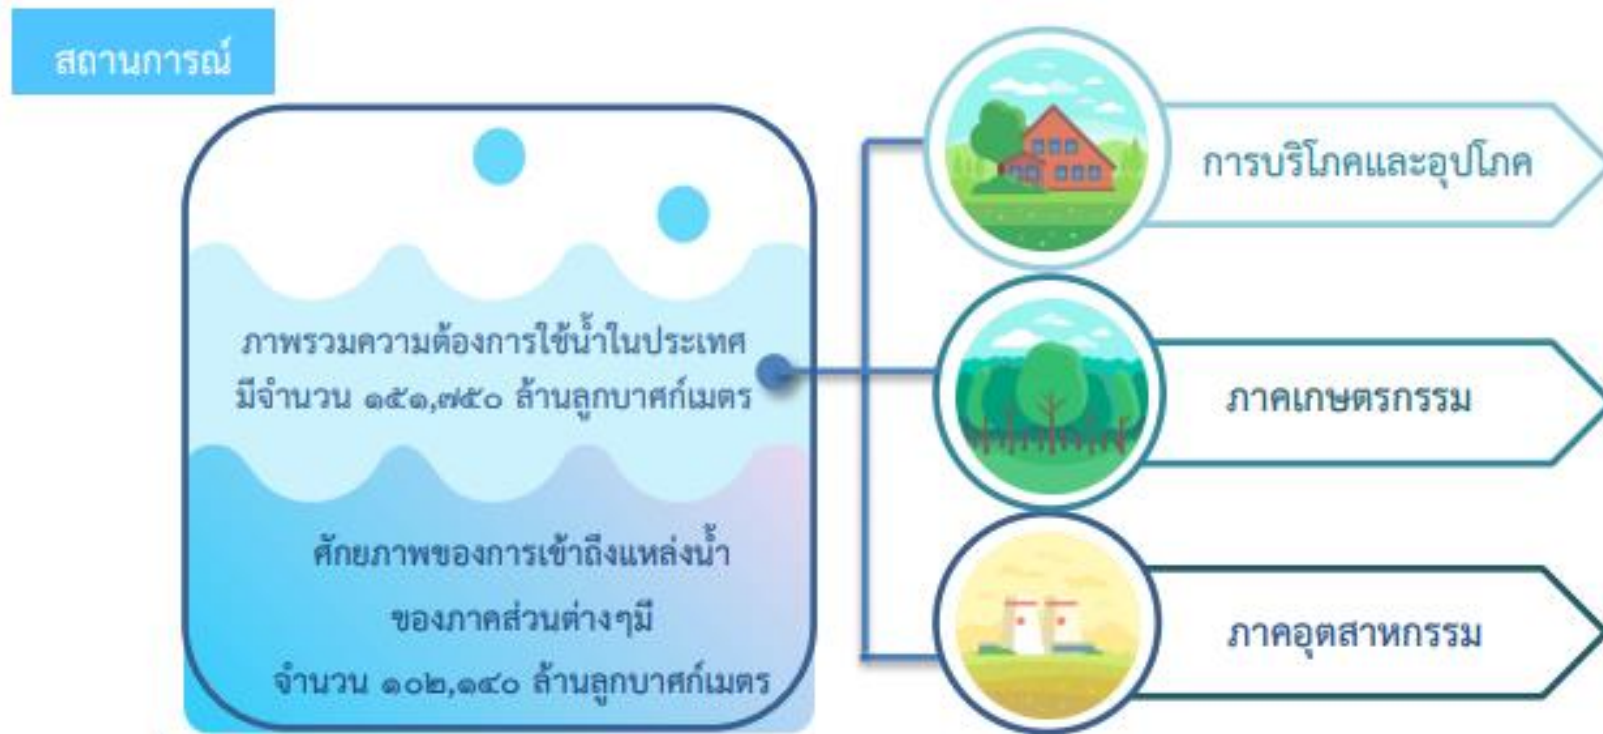 สถานการณ์
ภาพรวมความต้องการใช้น้ำในประเทศ
มีจำนวน ๑๕๑,๗๕๐ ล้านลูกบาศก์เมตร
ศักยภาพของการเข้าถึงแหล่งน้ำ
ของภาคส่วนต่างๆมี
จำนวน ๑๐๒,๑๔๐ ล้านลูกบาศก์เมตร
การบริโภคและอุปโภค
ภาคเกษตรกรรม
ภาคอุตสาหกรรม